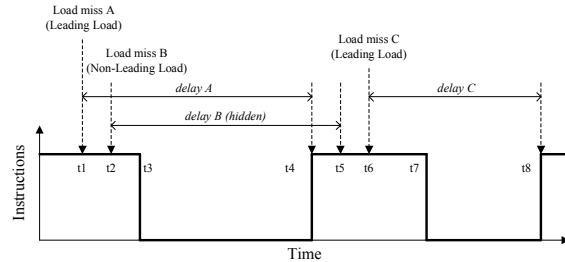 Load miss A
(Leading Load)
Load miss B
(Non-Leading Load)
Load miss C
(Leading Load)
delay A
delay C
delay B (hidden)
t1
t2
t3
t4
t5
t6
t7
t8
Instructions
Time